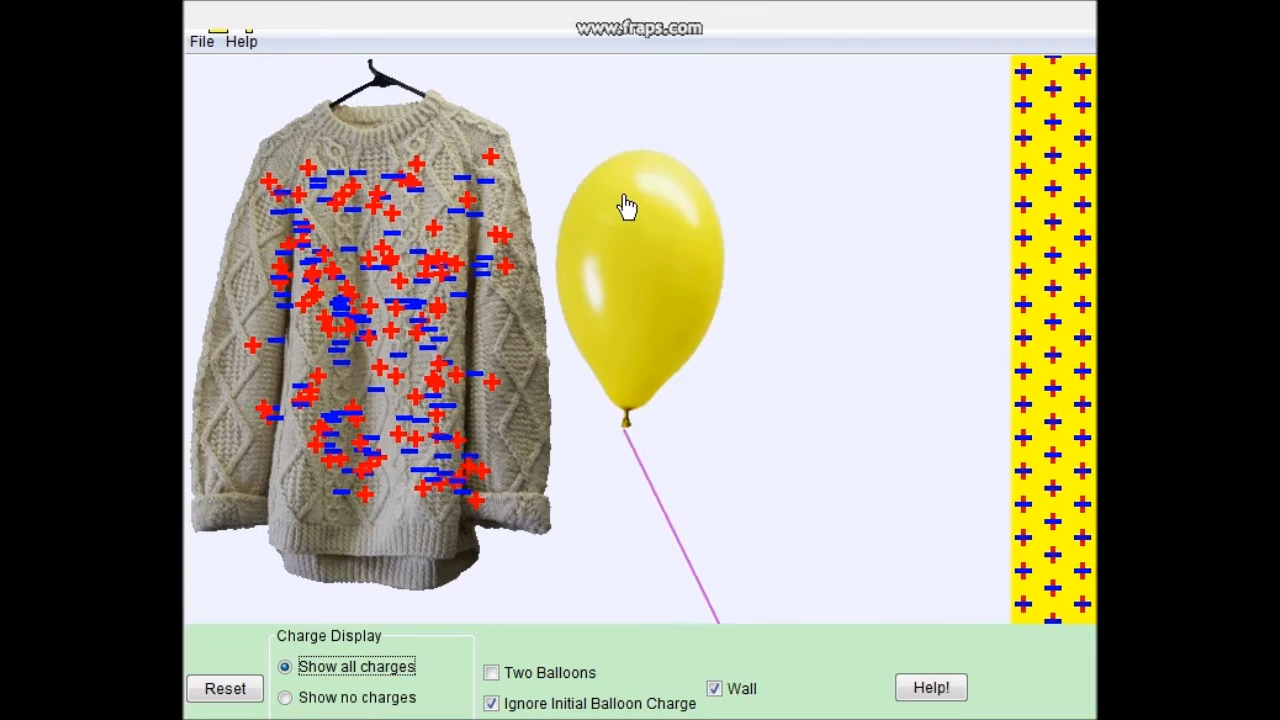 www.fraps.com
File Help
Charge Display
Show all charges
Show no charges
Reset
Two Balloons
Ignore Initial Balloon Charge
Wall
Help!